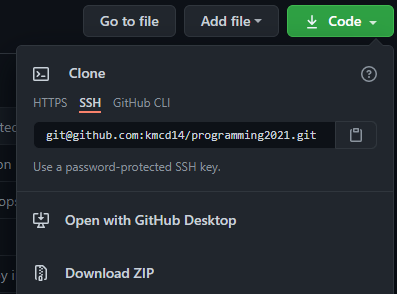 Go to file Add file Code
Clone
HTTPS SSH GitHub CLI
git@github.com:kmcd14/programming2021.git
Use a password-protected SSH key.
Open with GitHub Desktop
Download ZIP